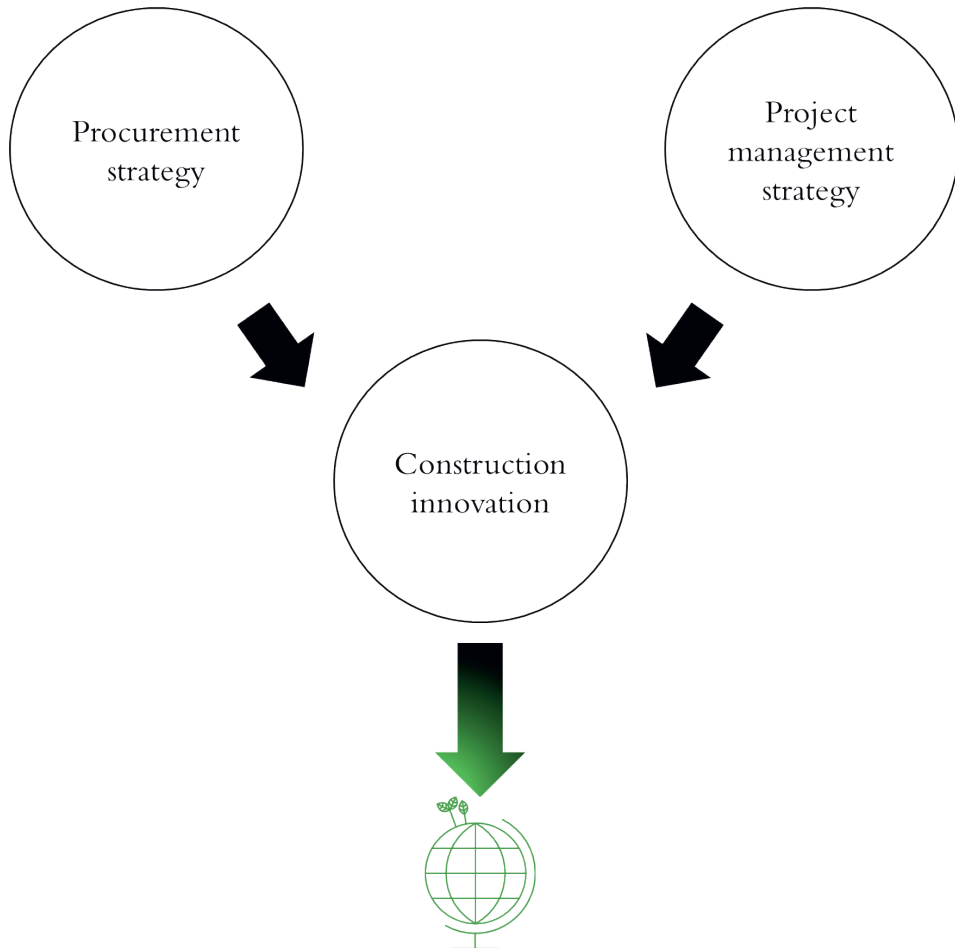 Procurement
strategy
Project
management
strategy
Construction
innovation